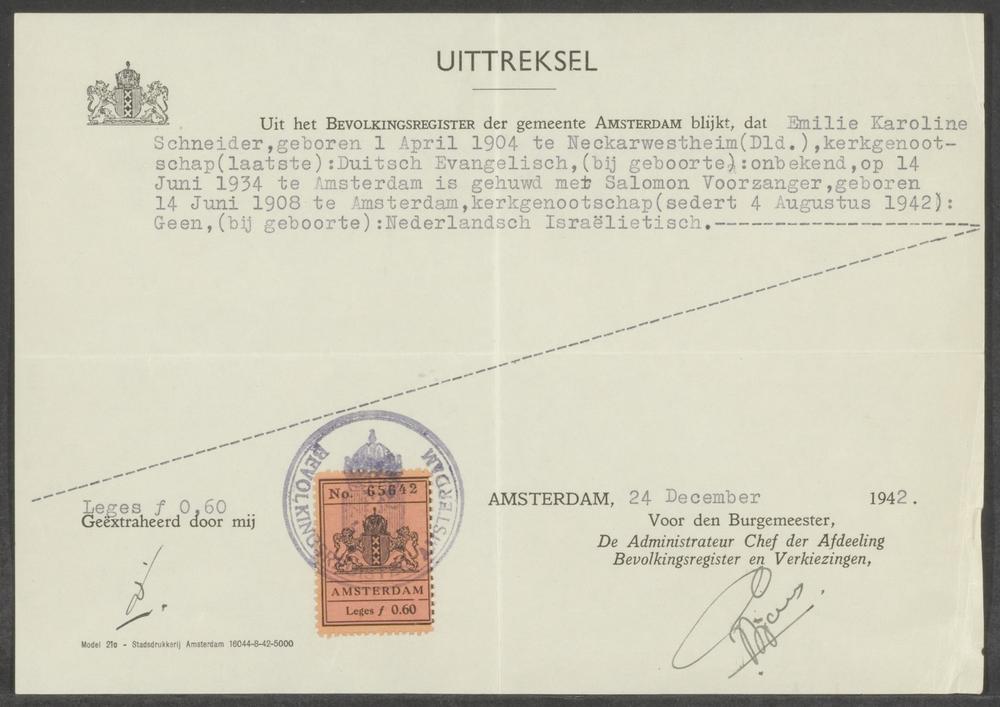 UITTREKSEL
Uit het BEVOLKINGSREGISTER der gemeente AMSTERDAM blijkt, dat Emilie Karoline
Schneider,geboren 1 April 1904 te Neckarwestheim(Dld.),kerkgenoot-
schap(laatste):Duitsch Evangelisch,(bij geboorte):onbekend,op 14
Juni 1934 te Amsterdam is gehuwd met Salomon Voorzanger,geboren
14 Juni 1908 te Amsterdam,kerkgenootschap(sedert 4 Augustus 1942):
Geen,(bij geboorte):Nederlandsch Israëlietisch.
Leges ƒ 0,60
Geëxtraheerd door mij
No. 65642
AMSTERDAM
Leges ƒ 0.60
AMSTERDAM, 24 December 1942.
Voor den Burgemeester,
De Administrateur Chef der Afdeeling
Bevolkingsregister en Verkiezingen,
Model 21a - Stadsdrukkerij Amsterdam 16044-8-42-5000